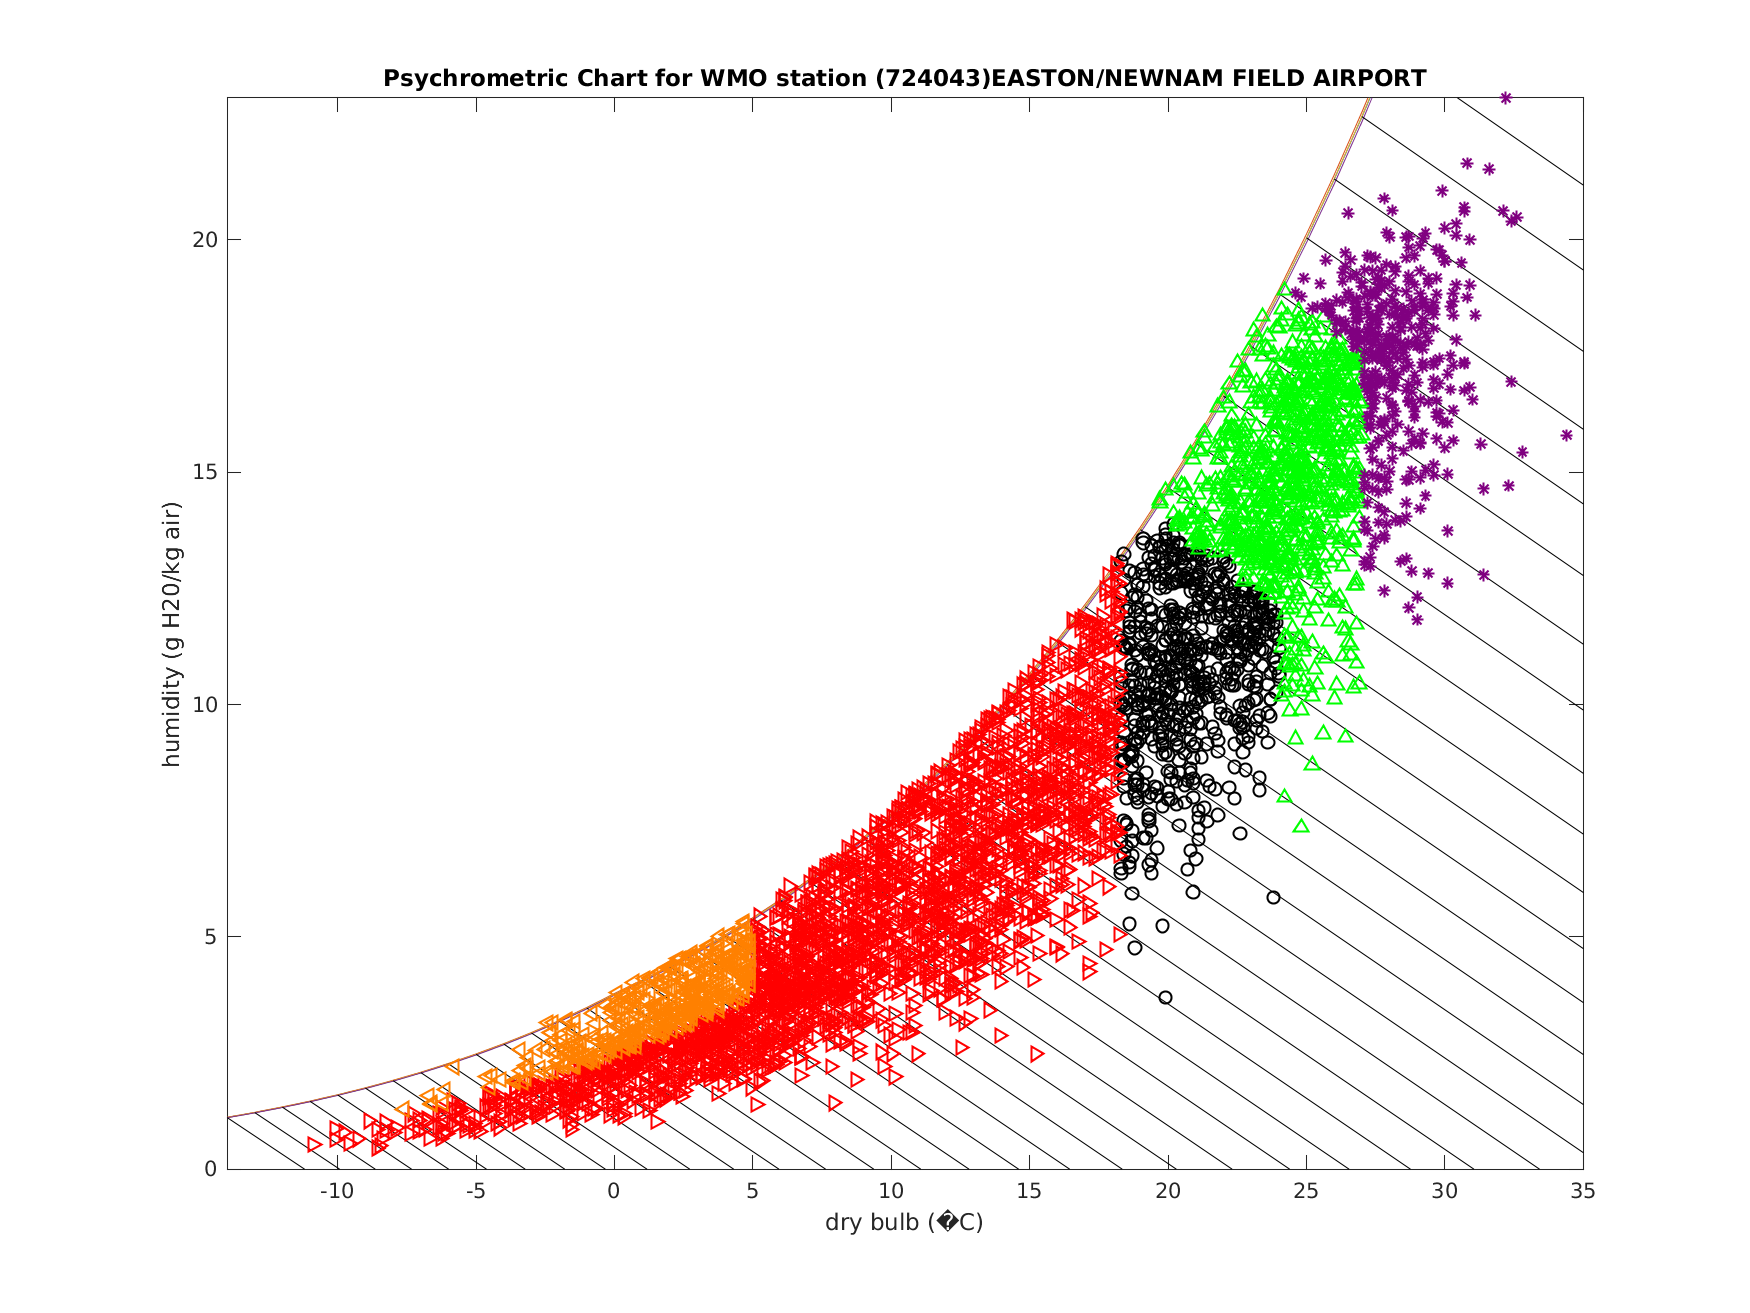 Psychrometric Chart for WMO station (724043)EASTON/NEWNAM FIELD AIRPORT
humidity (g H20/kg air)
20
15
10
5
0
-10 -5 0 5 10 15 20 25 30 35
dry bulb (�C)